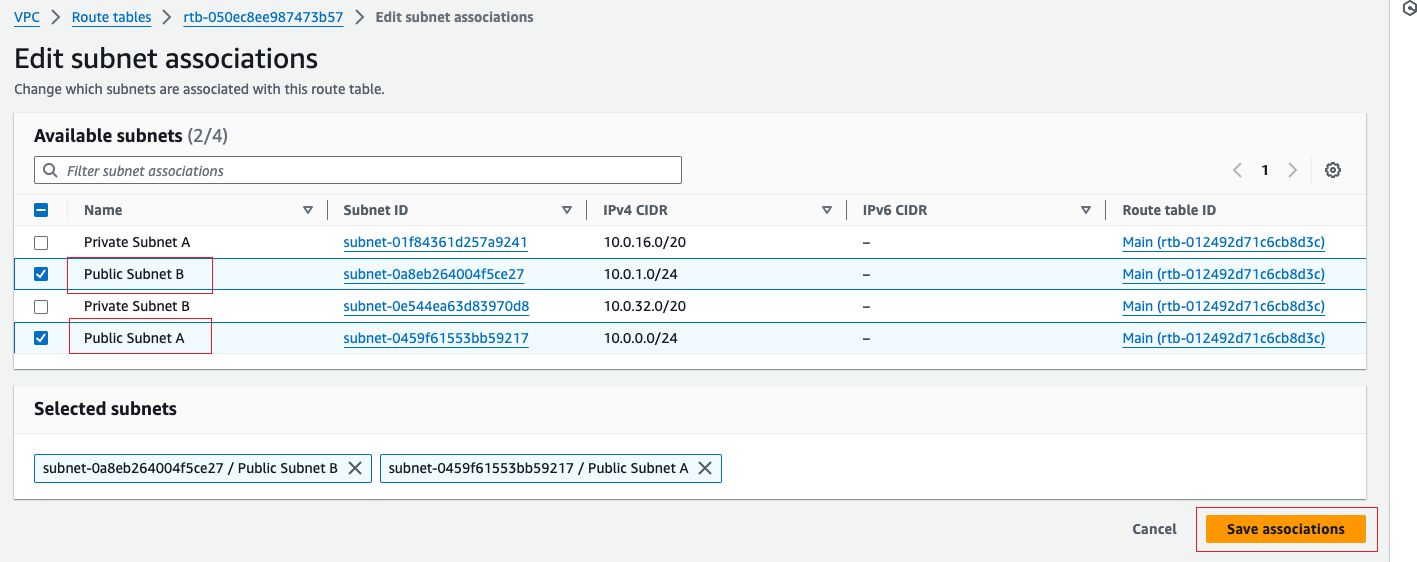 VPC > Route tables > rtb-050ec8ee987473b57 > Edit subnet associations
Edit subnet associations
Change which subnets are associated with this route table.
Available subnets (2/4)
Filter subnet associations
1
Name Subnet ID IPv4 CIDR IPv6 CIDR Route table ID
Private Subnet A subnet-01f84361d257a9241 10.0.16.0/20 – Main (rtb-012492d71c6cb8d3c)
Public Subnet B subnet-0a8eb264004f5ce27 10.0.1.0/24 – Main (rtb-012492d71c6cb8d3c)
Private Subnet B subnet-0e544ea63d83970d8 10.0.32.0/20 – Main (rtb-012492d71c6cb8d3c)
Public Subnet A subnet-0459f61553bb59217 10.0.0.0/24 – Main (rtb-012492d71c6cb8d3c)
Selected subnets
subnet-0a8eb264004f5ce27 / Public Subnet B subnet-0459f61553bb59217 / Public Subnet A
Cancel Save associations